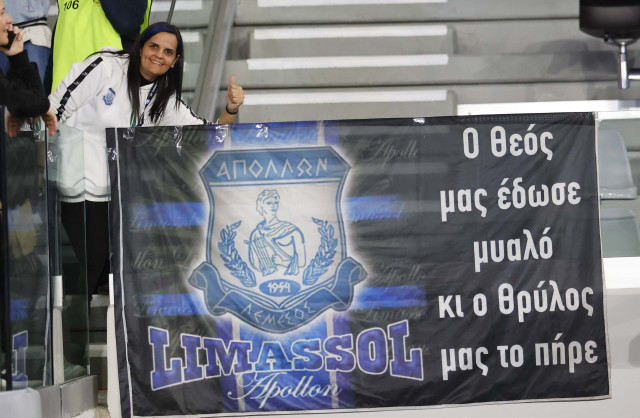 106
ΑΠΟΛΛΩΝ
1954
ΛΕΜΕΣΟΣ
LIMASSOL
Apollon
Ο θεός
μας έδωσε
μυαλό
κι ο θρύλος
μας το πήρε